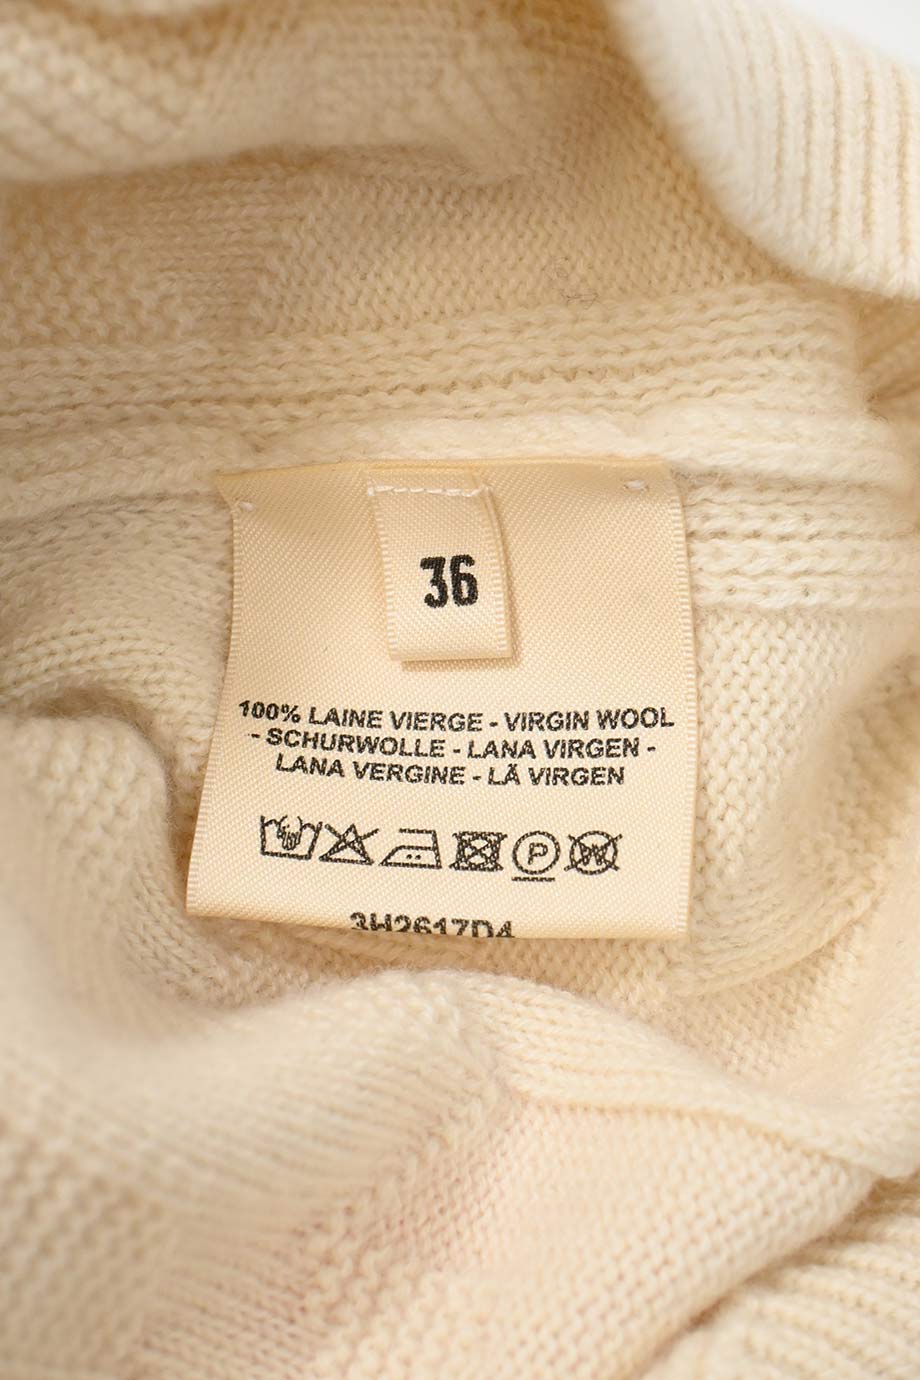 36
100% LAINE VIERGE - VIRGIN WOOL
- SCHURWOLLE - LANA VIRGEN -
LANA VERGINE - LÃ VIRGEN
P W
3H2617D4